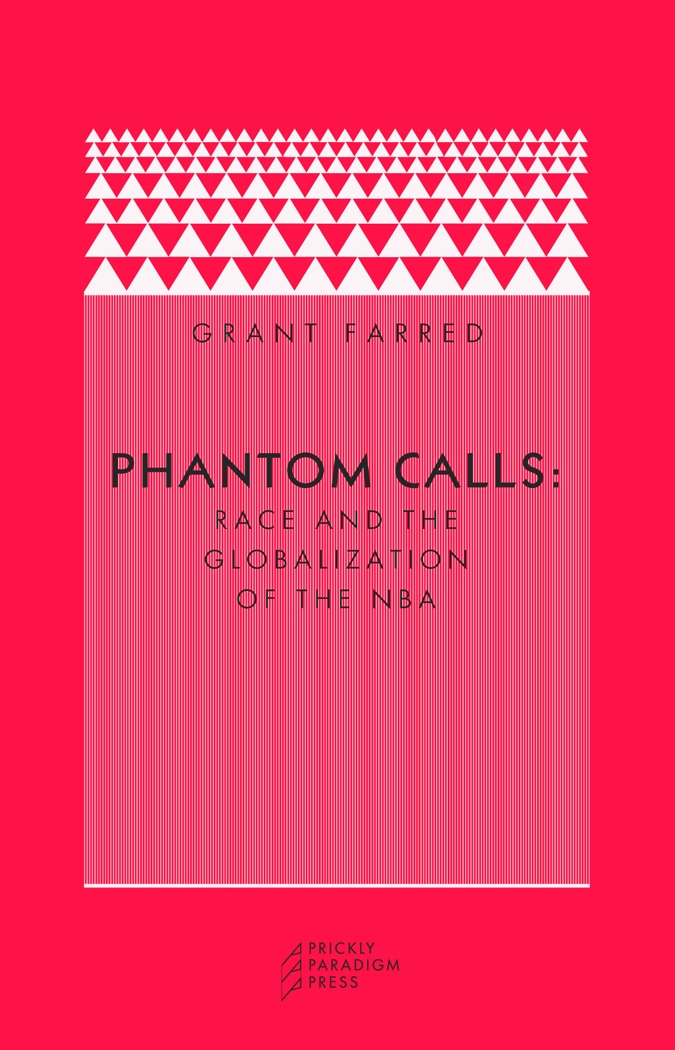 GRANT FARRED
PHANTOM CALLS:
RACE AND THE
GLOBALIZATION
OF THE NBA
PRICKLY
PARADIGM
PRESS